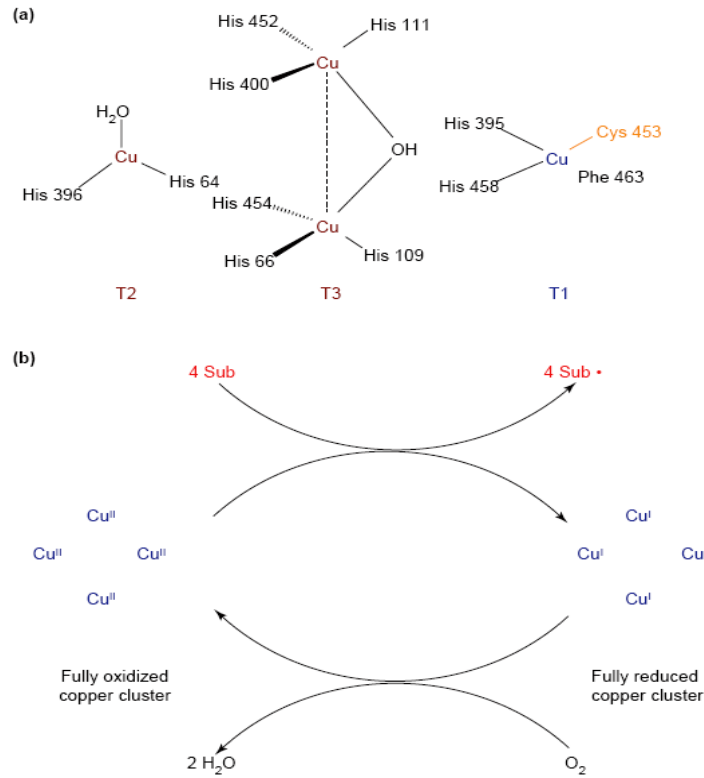 (a)
His 452
His 111
Cu
His 400
H₂O
Cu
His 396
His 64
OH
His 395
Cys 453
Cu
His 458
Phe 463
His 454
Cu
His 66
His 109
T2
T3
T1
(b)
4 Sub
4 Sub •
Cuᴵᴵ
Cuᴵᴵ
Cuᴵᴵ
Cuᴵᴵ
Cuᴵ
Cuᴵ
Cu
Cuᴵ
Fully oxidized
copper cluster
Fully reduced
copper cluster
2 H₂O
O₂